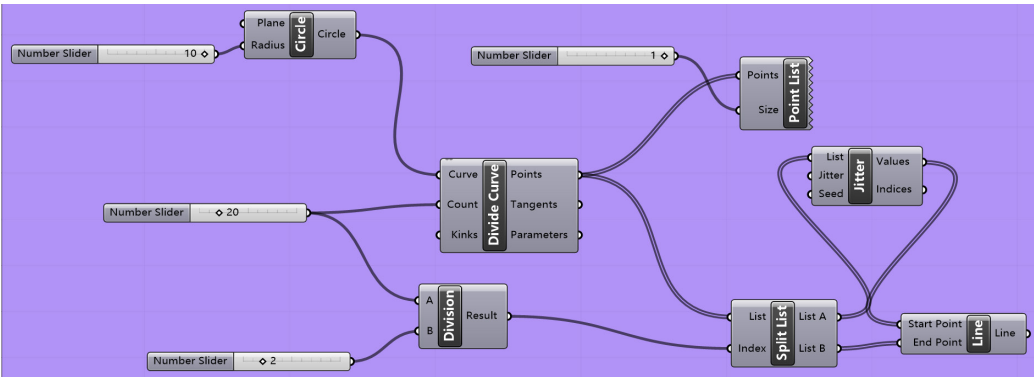 Number Slider 10
Plane
Radius
Circle
Circle
Number Slider 1
Points
Size
Point List
List
Jitter
Seed
Jitter
Values
Indices
Curve
Count
Kinks
Divide Curve
Points
Tangents
Parameters
Number Slider 20
A
B
Division
Result
Number Slider 2
List
Index
Split List
List A
List B
Start Point
End Point
Line
Line